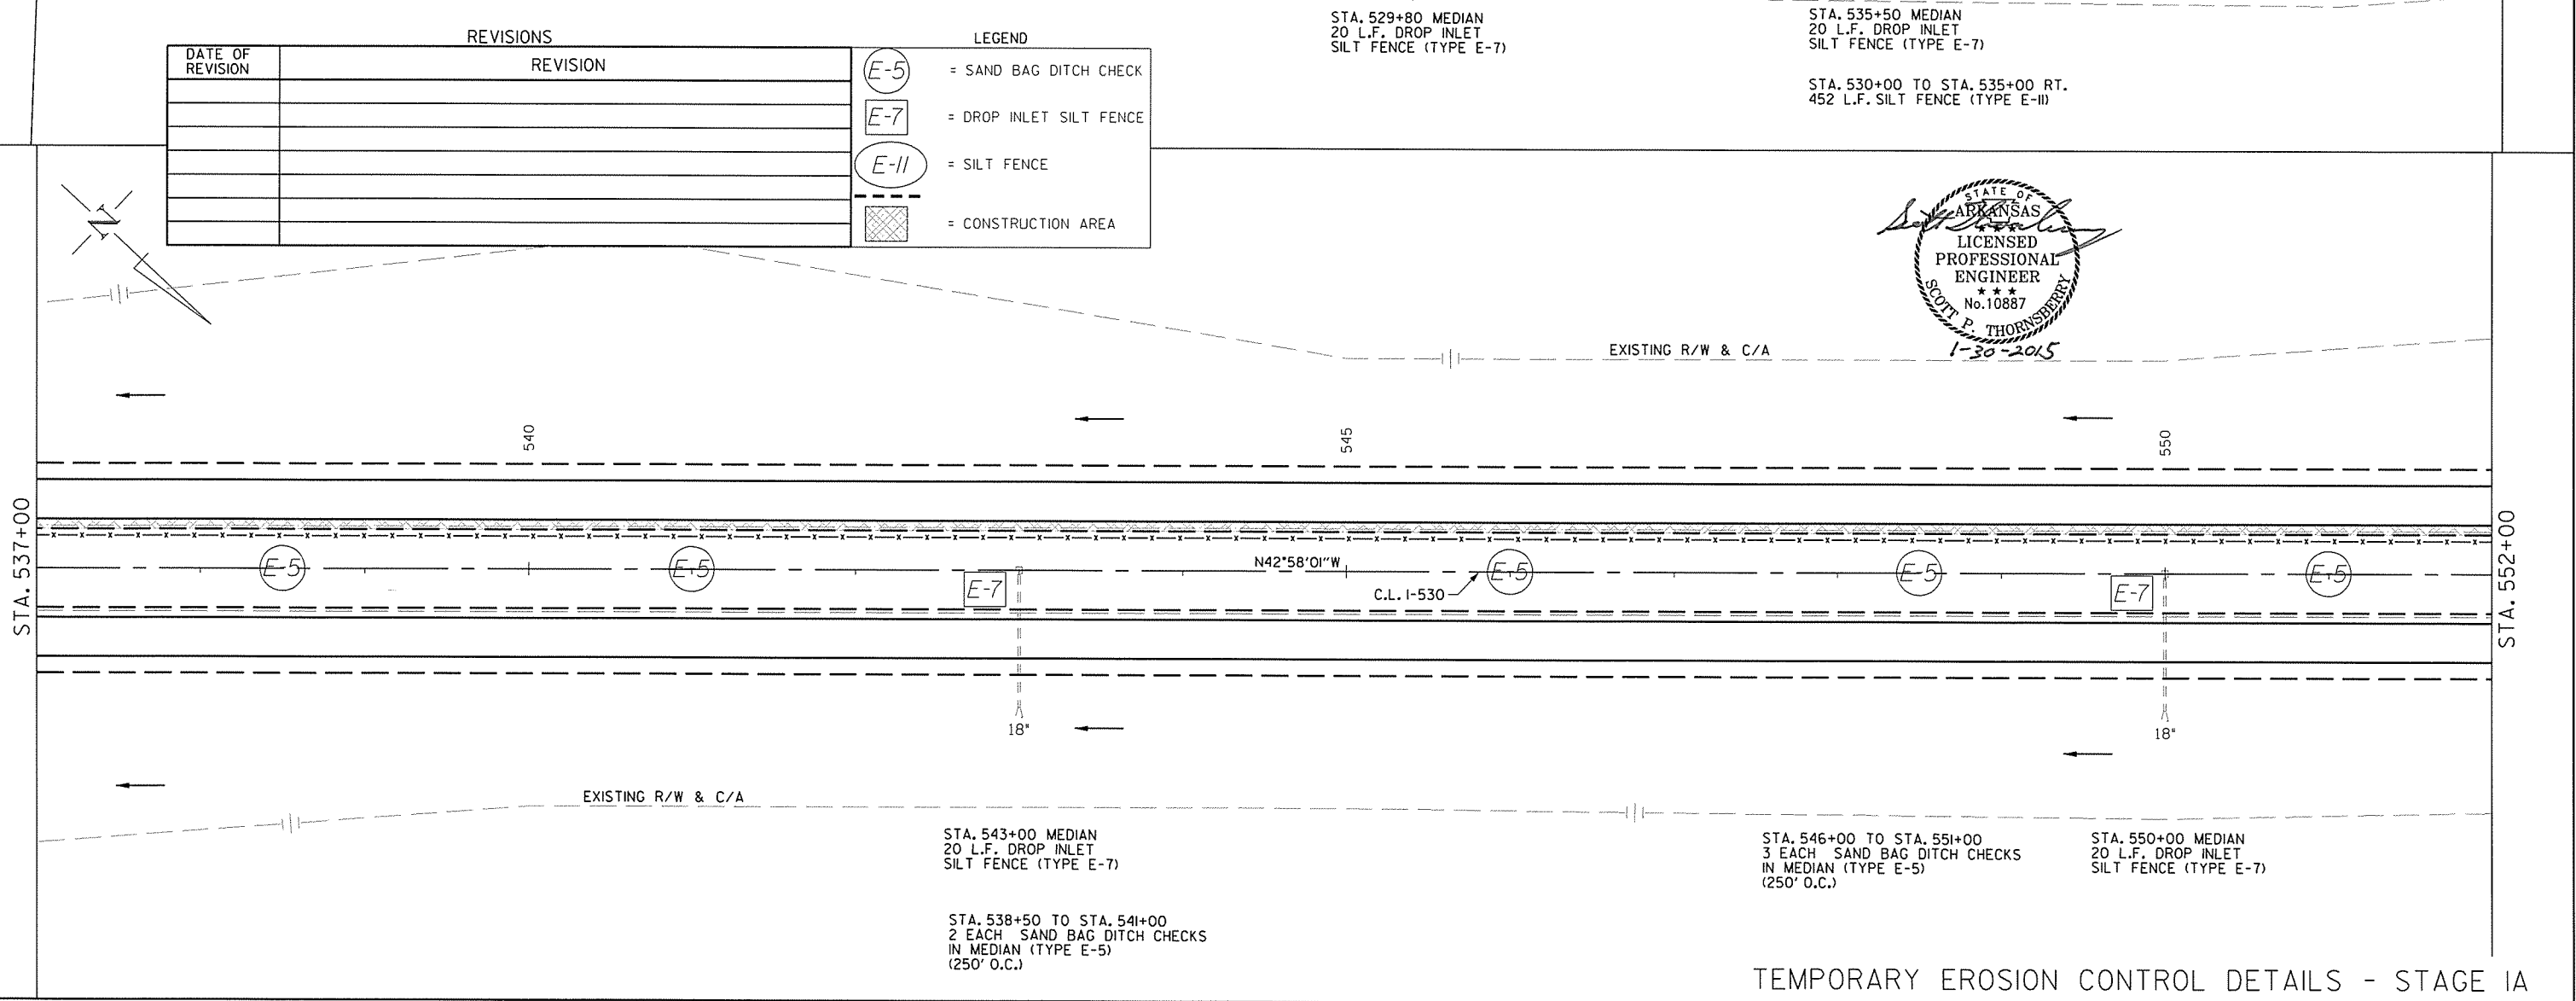 STA. 529+80 MEDIAN
20 L.F. DROP INLET
SILT FENCE (TYPE E-7)
STA. 535+50 MEDIAN
20 L.F. DROP INLET
SILT FENCE (TYPE E-7)
STA. 530+00 TO STA. 535+00 RT.
452 L.F. SILT FENCE (TYPE E-11)
REVISIONS
DATE OF
REVISION
REVISION
LEGEND
E-5 = SAND BAG DITCH CHECK
E-7 = DROP INLET SILT FENCE
E-11 = SILT FENCE
= CONSTRUCTION AREA
STATE OF
ARKANSAS
★ ★ ★
LICENSED
PROFESSIONAL
ENGINEER
★ ★ ★
No.10887
SCOTT P. THORNSBERRY
1-30-2015
EXISTING R/W & C/A
540
545
550
STA. 537+00
STA. 552+00
E-5
E-5
E-7
N42°58'01"W
C.L. I-530
E-5
E-5
E-7
E-5
18"
18"
EXISTING R/W & C/A
STA. 543+00 MEDIAN
20 L.F. DROP INLET
SILT FENCE (TYPE E-7)
STA. 546+00 TO STA. 551+00
3 EACH SAND BAG DITCH CHECKS
IN MEDIAN (TYPE E-5)
(250' O.C.)
STA. 550+00 MEDIAN
20 L.F. DROP INLET
SILT FENCE (TYPE E-7)
STA. 538+50 TO STA. 541+00
2 EACH SAND BAG DITCH CHECKS
IN MEDIAN (TYPE E-5)
(250' O.C.)
TEMPORARY EROSION CONTROL DETAILS - STAGE 1A